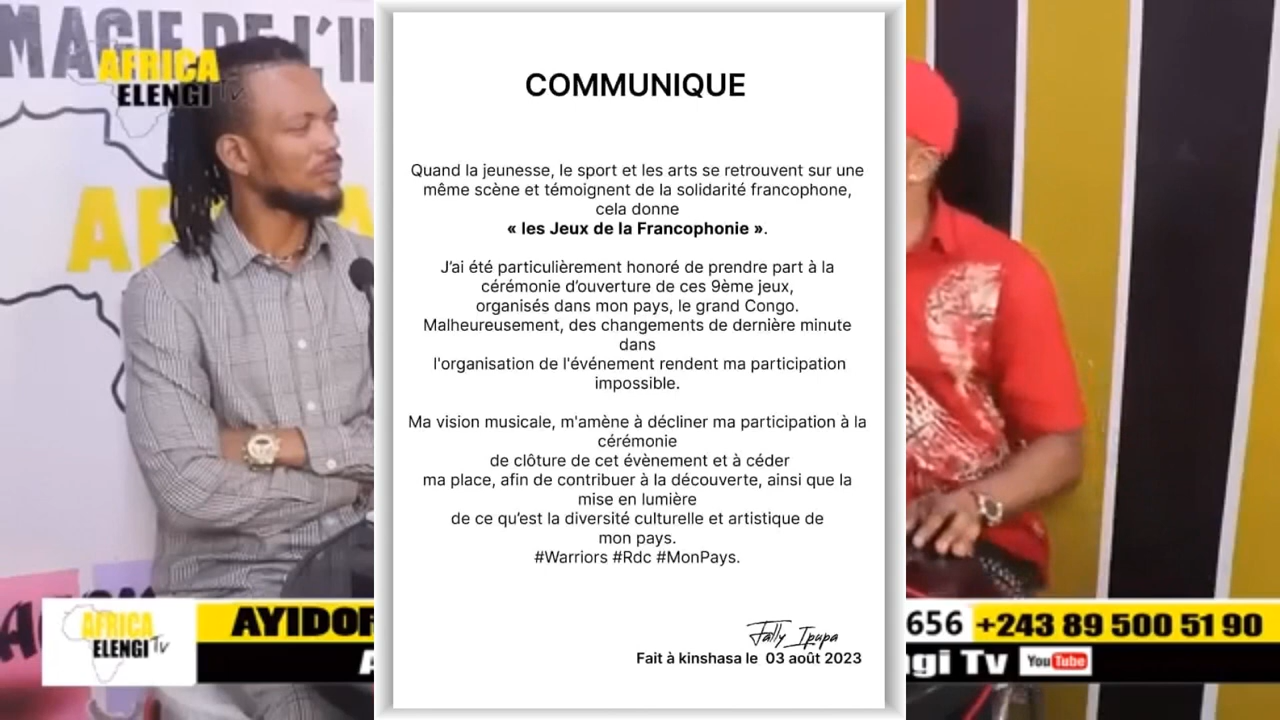 MAGIE DE L'I
AFRICA
ELENGI Tv
COMMUNIQUE
Quand la jeunesse, le sport et les arts se retrouvent sur une
même scène et témoignent de la solidarité francophone,
cela donne
« les Jeux de la Francophonie ».
J'ai été particulièrement honoré de prendre part à la
cérémonie d'ouverture de ces 9ème jeux,
organisés dans mon pays, le grand Congo.
Malheureusement, des changements de dernière minute
dans
l'organisation de l'événement rendent ma participation
impossible.
Ma vision musicale, m'amène à décliner ma participation à la
cérémonie
de clôture de cet évènement et à céder
ma place, afin de contribuer à la découverte, ainsi que la
mise en lumière
de ce qu'est la diversité culturelle et artistique de
mon pays.
#Warriors #Rdc #MonPays.
Fally Ipupa
Fait à kinshasa le 03 août 2023
AFRICA
ELENGI Tv
AYIDOR
656 +243 89 500 51 90
ngi Tv YouTube